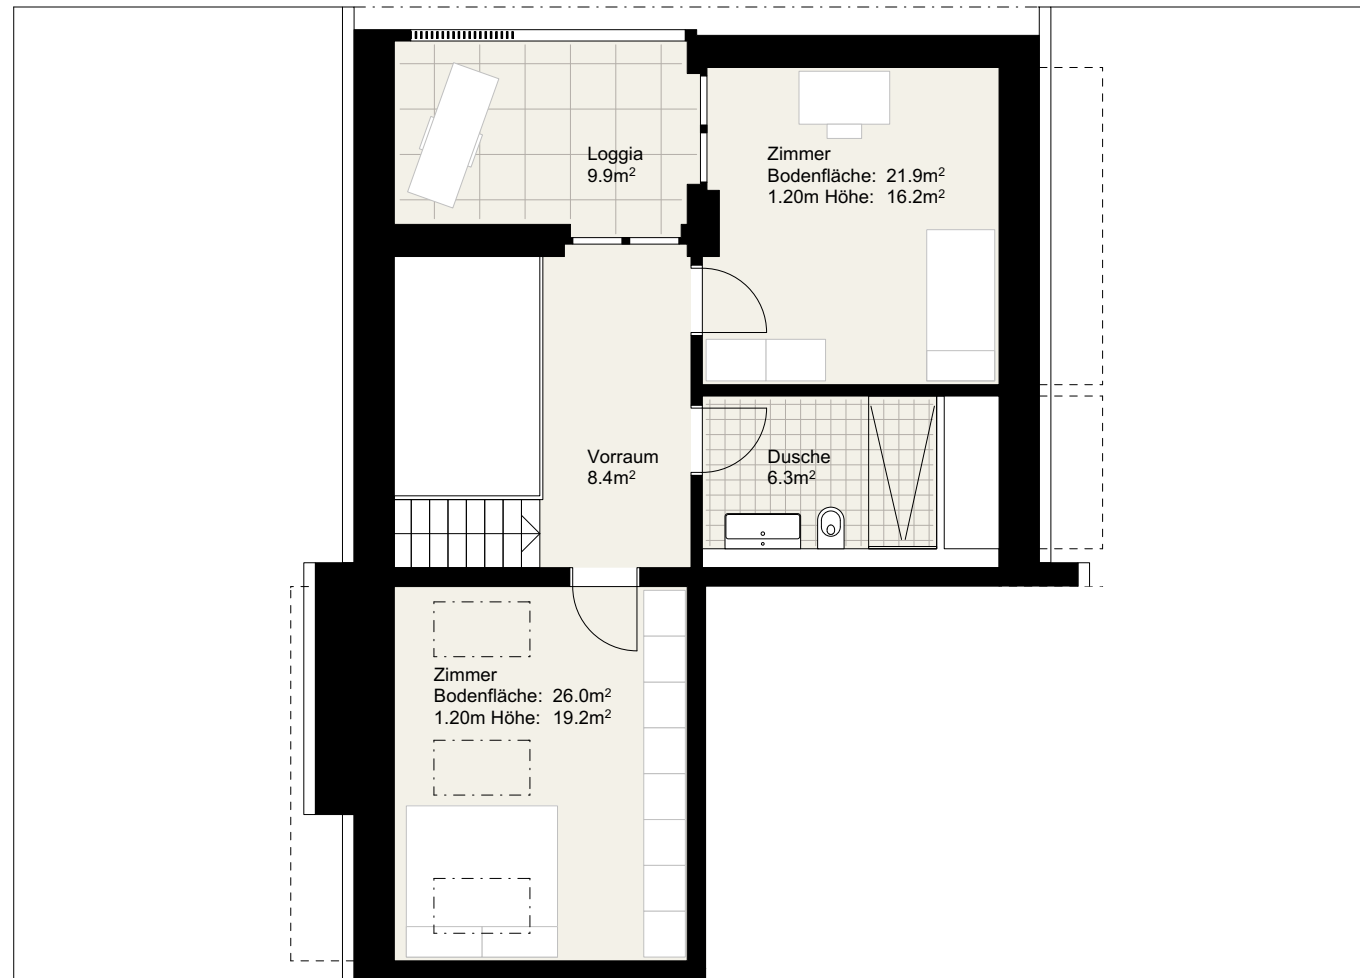 Loggia
9.9m²
Zimmer
Bodenfläche: 21.9m²
1.20m Höhe: 16.2m²
Vorraum
8.4m²
Dusche
6.3m²
Zimmer
Bodenfläche: 26.0m²
1.20m Höhe: 19.2m²